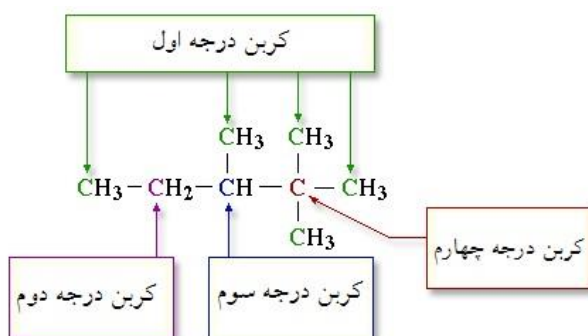 کربن درجه اول
CH3 CH3
CH3 – CH2 – CH – C – CH3
CH3
کربن درجه چهارم
کربن درجه سوم
کربن درجه دوم